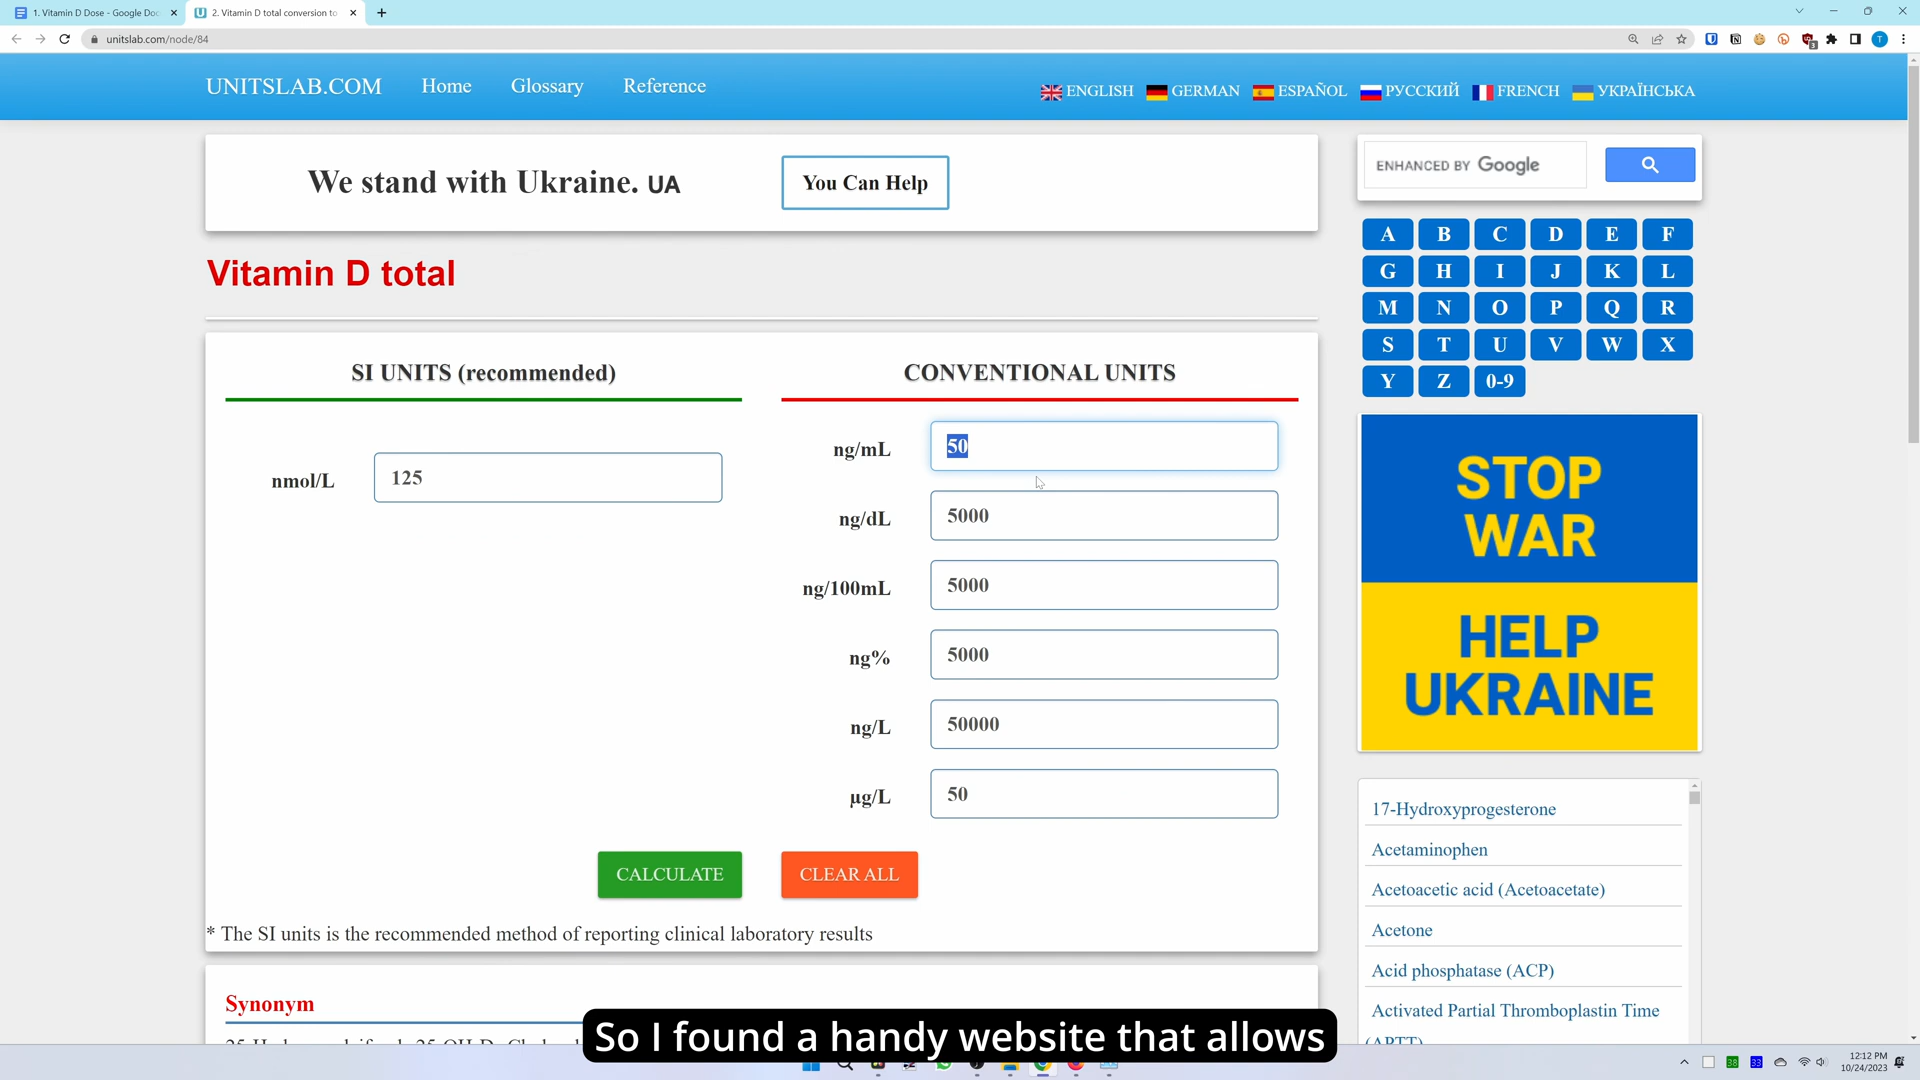 1. Vitamin D Dose - Google Doc
2. Vitamin D total conversion to
unitslab.com/node/84
UNITSLAB.COM
Home
Glossary
Reference
ENGLISH
GERMAN
ESPAÑOL
РУССКИЙ
FRENCH
УКРАЇНСЬКА
We stand with Ukraine. UA
You Can Help
ENHANCED BY Google
A B C D E F
G H I J K L
M N O P Q R
S T U V W X
Y Z 0-9
Vitamin D total
SI UNITS (recommended)
nmol/L 125
CONVENTIONAL UNITS
ng/mL 50
ng/dL 5000
ng/100mL 5000
ng% 5000
ng/L 50000
µg/L 50
CALCULATE
CLEAR ALL
* The SI units is the recommended method of reporting clinical laboratory results
STOP
WAR
HELP
UKRAINE
17-Hydroxyprogesterone
Acetaminophen
Acetoacetic acid (Acetoacetate)
Acetone
Acid phosphatase (ACP)
Activated Partial Thromboplastin Time
(APTT)
Synonym
So I found a handy website that allows
12:12 PM
10/24/2023